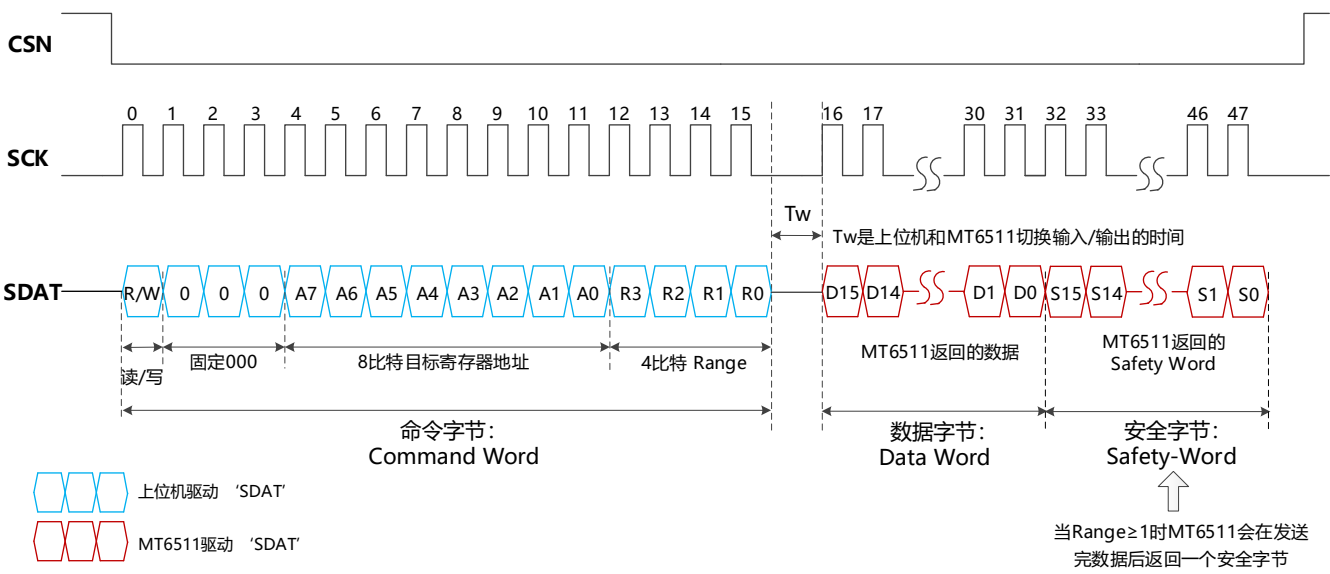 CSN
0 1 2 3 4 5 6 7 8 9 10 11 12 13 14 15 16 17 30 31 32 33 46 47
SCK
Tw
Tw是上位机和MT6511切换输入/输出的时间
SDAT
R/W 0 0 0 A7 A6 A5 A4 A3 A2 A1 A0 R3 R2 R1 R0 D15 D14 D1 D0 S15 S14 S1 S0
读/写
固定000
8比特目标寄存器地址
4比特 Range
MT6511返回的数据
MT6511返回的
Safety Word
命令字节：
Command Word
数据字节：
Data Word
安全字节：
Safety-Word
上位机驱动 ‘SDAT’
MT6511驱动 ‘SDAT’
当Range≥1时MT6511会在发送
完数据后返回一个安全字节